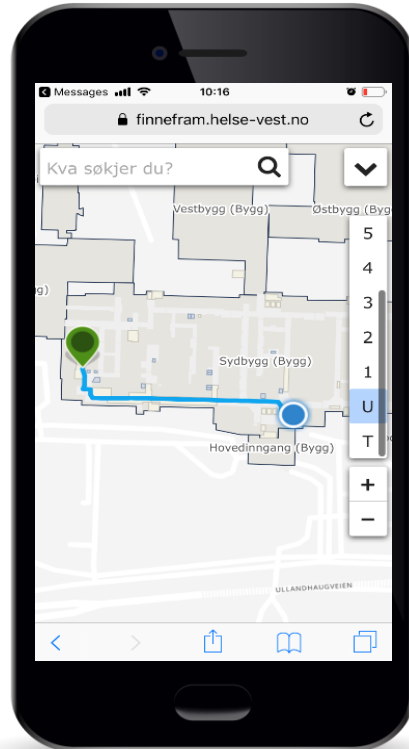 Messages 10:16
finnefram.helse-vest.no
Kva søkjer du?
Vestbygg (Bygg)
Østbygg (Byg
5
4
g)
3
2
Sydbygg (Bygg)
1
U
T
Hovedinngang (Bygg)
+
−
ULLANDHAUGVEIEN